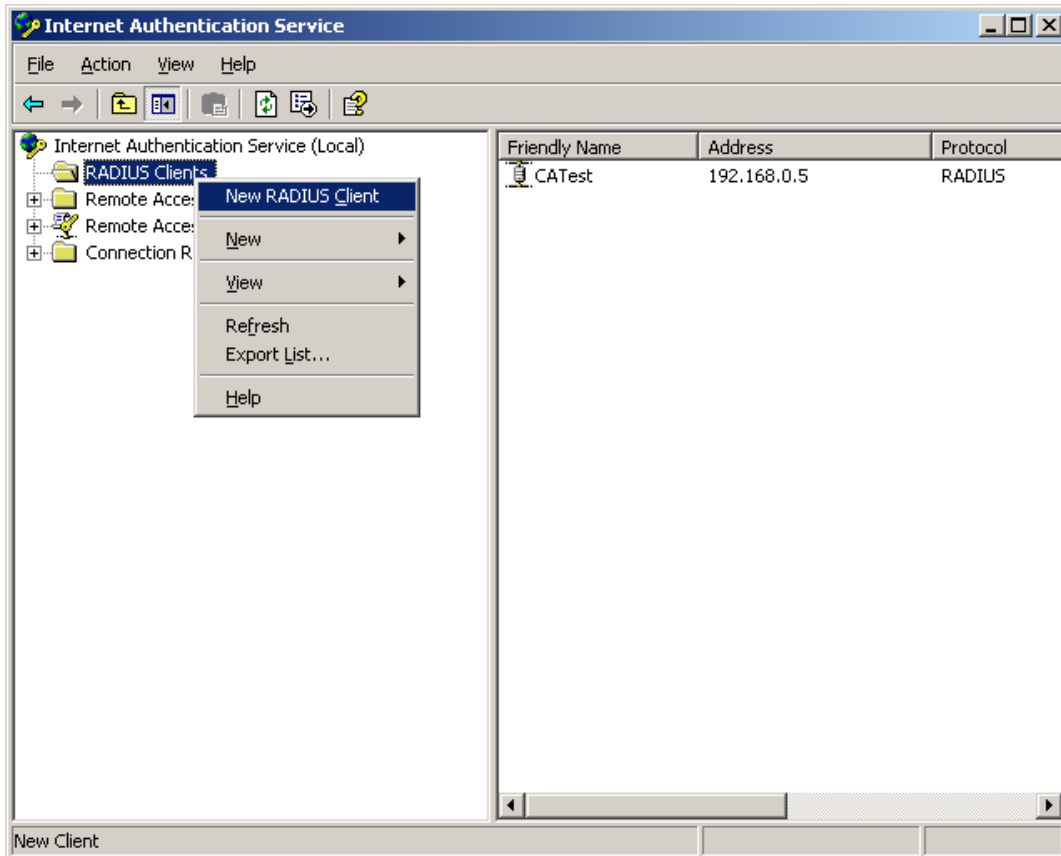 Internet Authentication Service
File Action View Help
Internet Authentication Service (Local)
RADIUS Clients
Remote Acce
Remote Acce
Connection R
New RADIUS Client
New
View
Refresh
Export List...
Help
Friendly Name Address Protocol
CATest 192.168.0.5 RADIUS
New Client